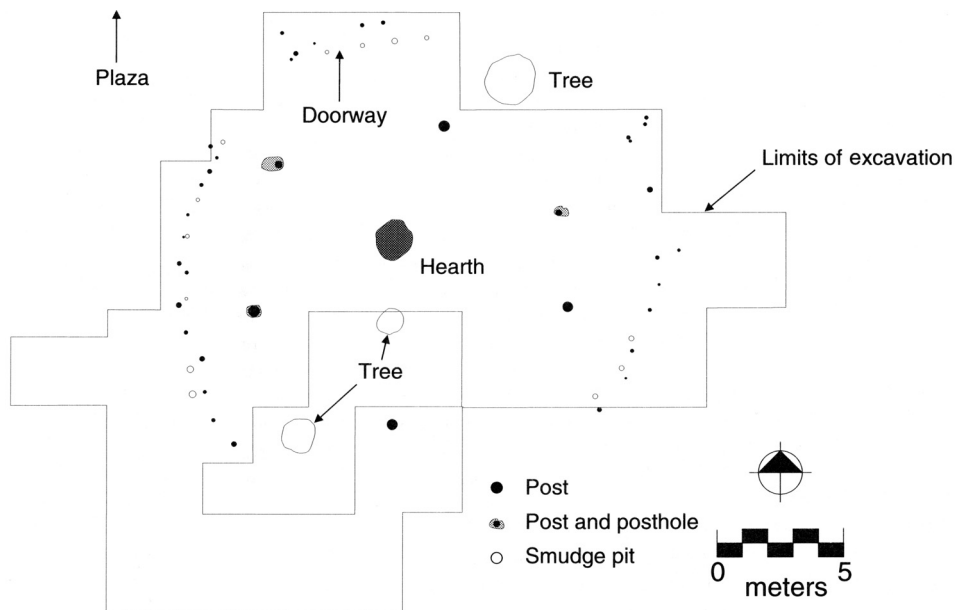 Plaza
Doorway
Tree
Limits of excavation
Hearth
Tree
Post
Post and posthole
Smudge pit
0 5
meters